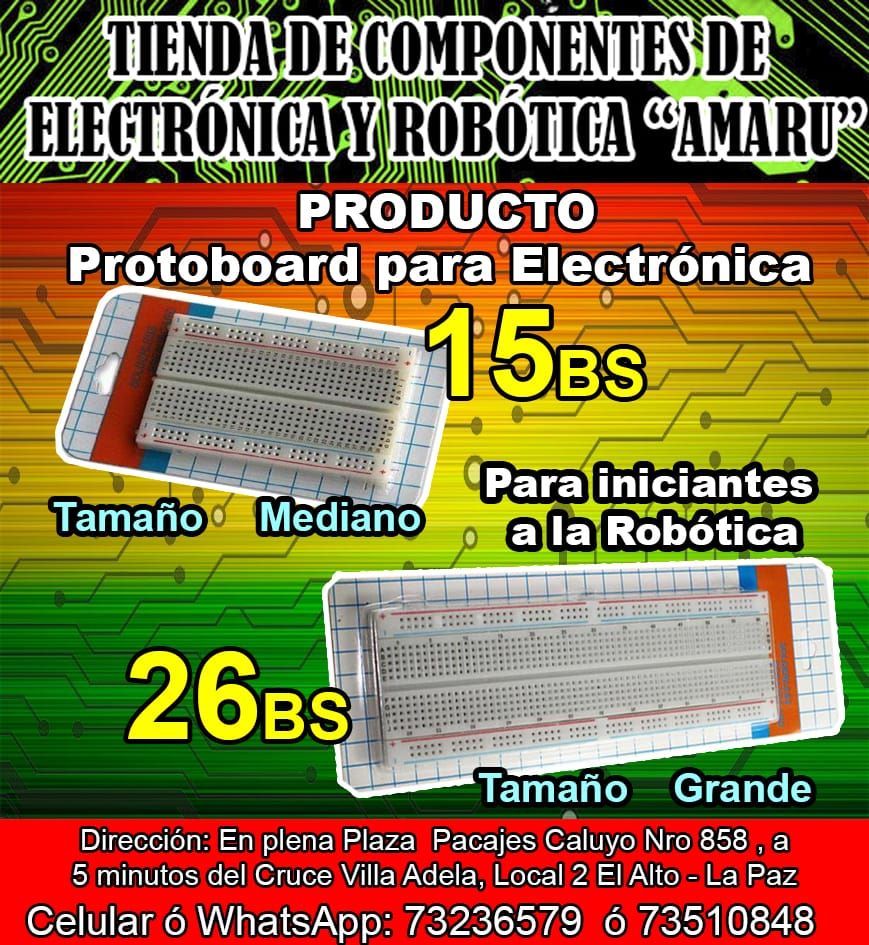 TIENDA DE COMPONENTES DE
ELECTRÓNICA Y ROBÓTICA “AMARU”
PRODUCTO
Protoboard para Electrónica
15BS
Tamaño Mediano
Para iniciantes
a la Robótica
26BS
Tamaño Grande
Dirección: En plena Plaza Pacajes Caluyo Nro 858 , a
5 minutos del Cruce Villa Adela, Local 2 El Alto - La Paz
Celular ó WhatsApp: 73236579 ó 73510848